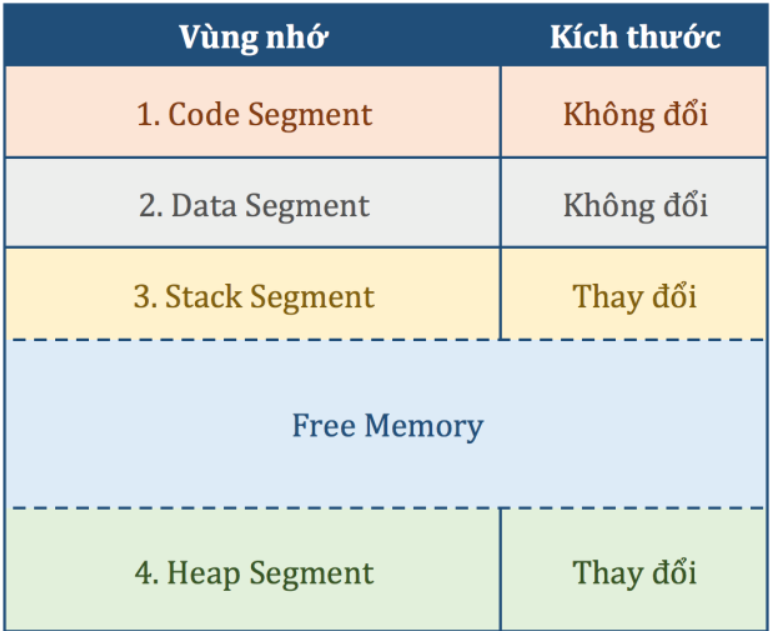 Vùng nhớ Kích thước
1. Code Segment Không đổi
2. Data Segment Không đổi
3. Stack Segment Thay đổi
Free Memory
4. Heap Segment Thay đổi